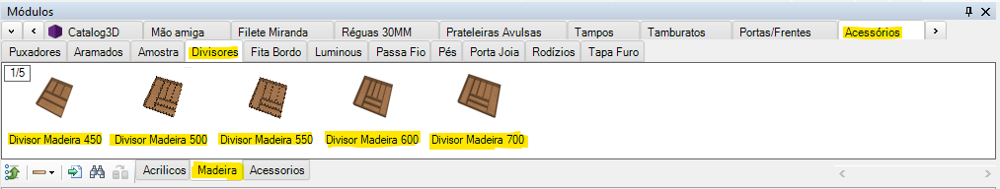 Módulos
Catalog3D Mão amiga Filete Miranda Réguas 30MM Prateleiras Avulsas Tampos Tamburatos Portas/Frentes Acessórios
Puxadores Aramados Amostra Divisores Fita Bordo Luminous Passa Fio Pés Porta Joia Rodízios Tapa Furo
1/5
Divisor Madeira 450 Divisor Madeira 500 Divisor Madeira 550 Divisor Madeira 600 Divisor Madeira 700
Acrilicos Madeira Acessorios